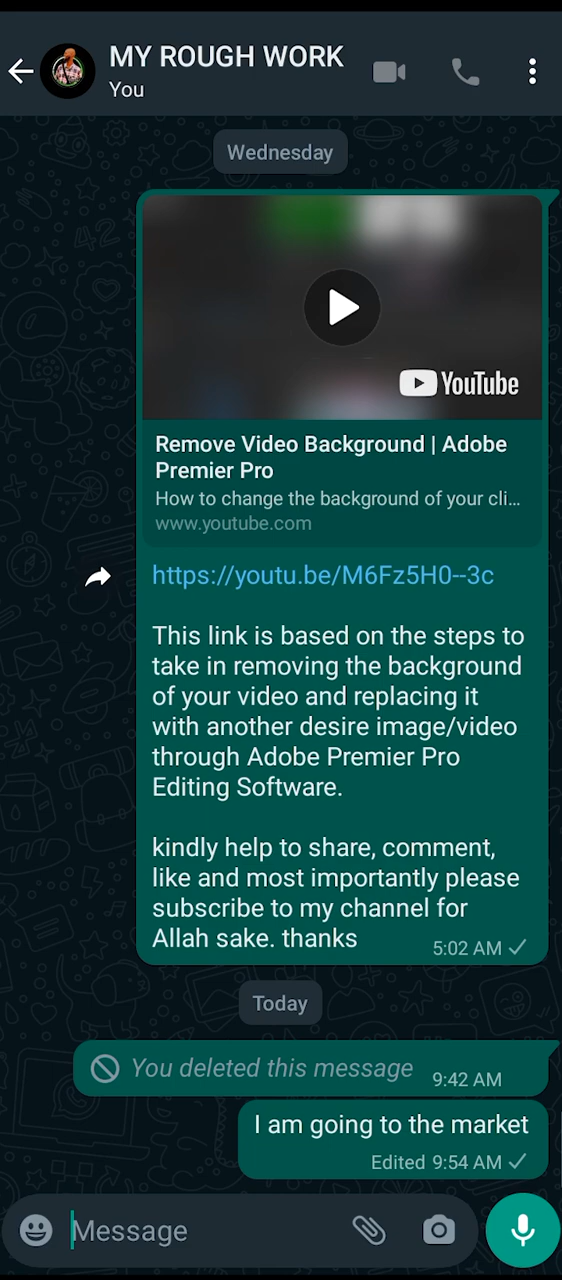 MY ROUGH WORK
You
Wednesday
YouTube
Remove Video Background | Adobe
Premier Pro
How to change the background of your cli...
www.youtube.com
https://youtu.be/M6Fz5H0--3c
This link is based on the steps to
take in removing the background
of your video and replacing it
with another desire image/video
through Adobe Premier Pro
Editing Software.
kindly help to share, comment,
like and most importantly please
subscribe to my channel for
Allah sake. thanks
5:02 AM
Today
You deleted this message
9:42 AM
I am going to the market
Edited 9:54 AM
Message